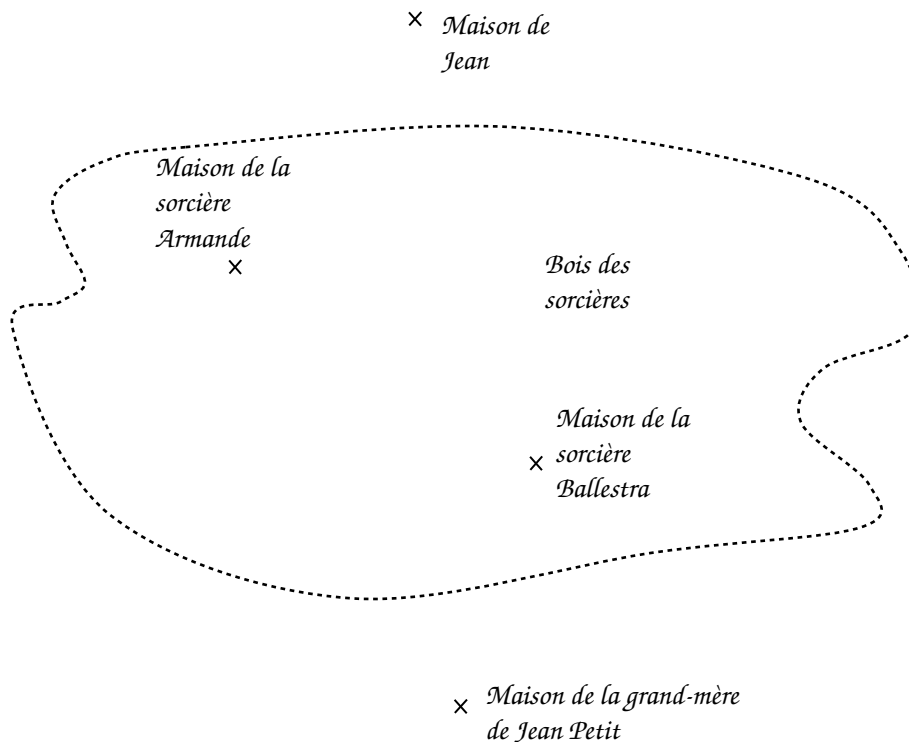 Maison de
Jean
Maison de la
sorcière
Armande
Bois des
sorcières
Maison de la
sorcière
Ballestra
Maison de la grand-mère
de Jean Petit